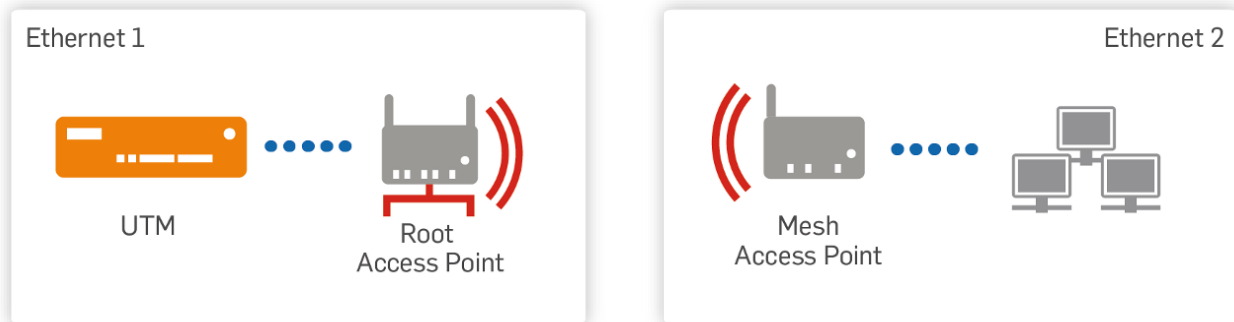 Ethernet 1
Ethernet 2
UTM
Root
Access Point
Mesh
Access Point